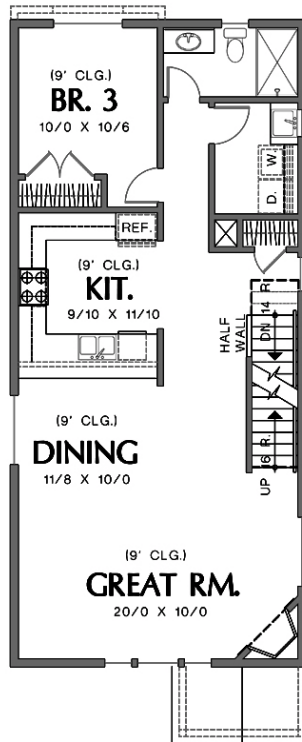 (9' CLG.)
BR. 3
10/0 X 10/6
W.
D.
REF.
(9' CLG.)
KIT.
9/10 X 11/10
HALF
WALL
DN 14 R
UP 16 R.
(9' CLG.)
DINING
11/8 X 10/0
(9' CLG.)
GREAT RM.
20/0 X 10/0